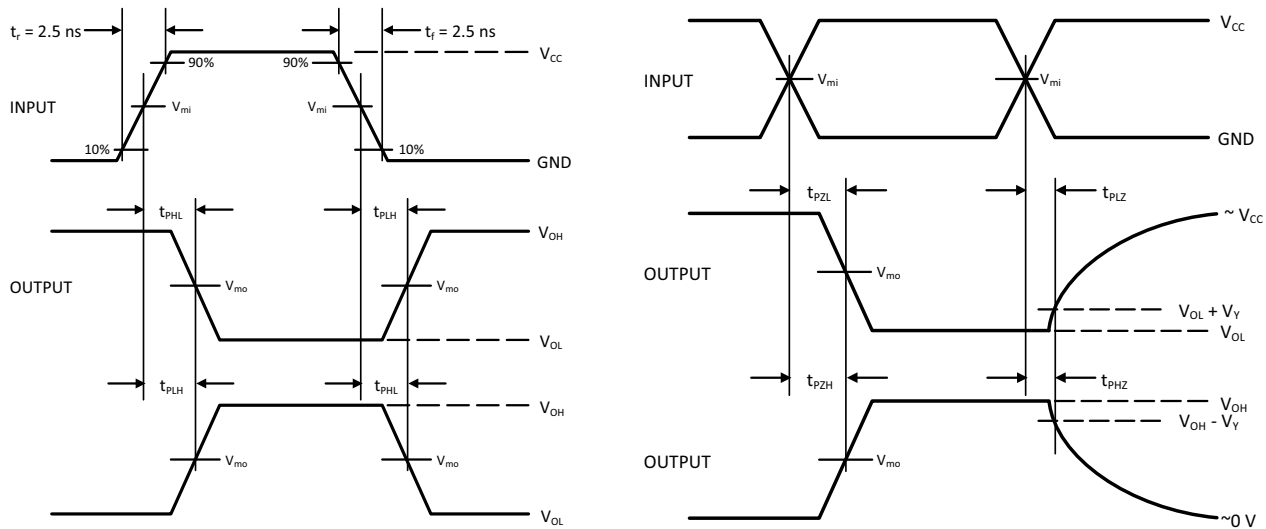 t_r = 2.5 ns
t_f = 2.5 ns
V_CC
90%
90%
INPUT
V_mi
V_mi
10%
10%
GND
t_PHL
t_PLH
V_OH
OUTPUT
V_mo
V_mo
V_OL
t_PLH
t_PHL
V_OH
V_mo
V_mo
V_OL
V_CC
INPUT
V_mi
V_mi
GND
t_PZL
t_PLZ
~ V_CC
OUTPUT
V_mo
V_OL + V_Y
V_OL
t_PZH
t_PHZ
V_OH
V_OH - V_Y
OUTPUT
V_mo
~0 V